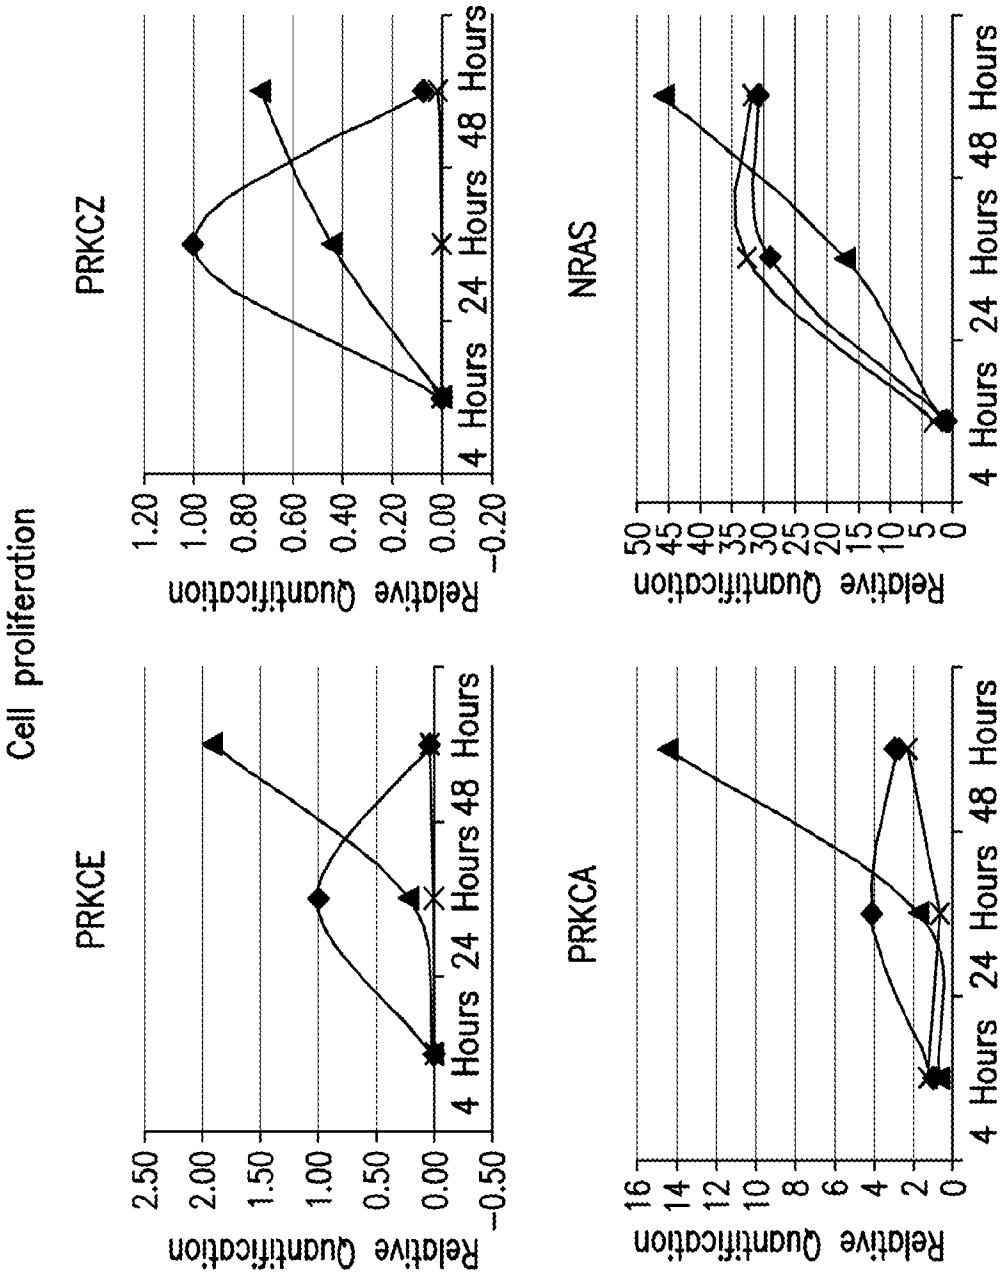 Cell proliferation
PRKCE
Relative Quantification
2.50
2.00
1.50
1.00
0.50
0.00
−0.50
4 Hours 24 Hours 48 Hours
PRKCZ
Relative Quantification
1.20
1.00
0.80
0.60
0.40
0.20
0.00
−0.20
4 Hours 24 Hours 48 Hours
PRKCA
Relative Quantification
16
14
12
10
8
6
4
2
0
4 Hours 24 Hours 48 Hours
NRAS
Relative Quantification
50
45
40
35
30
25
20
15
10
5
0
4 Hours 24 Hours 48 Hours